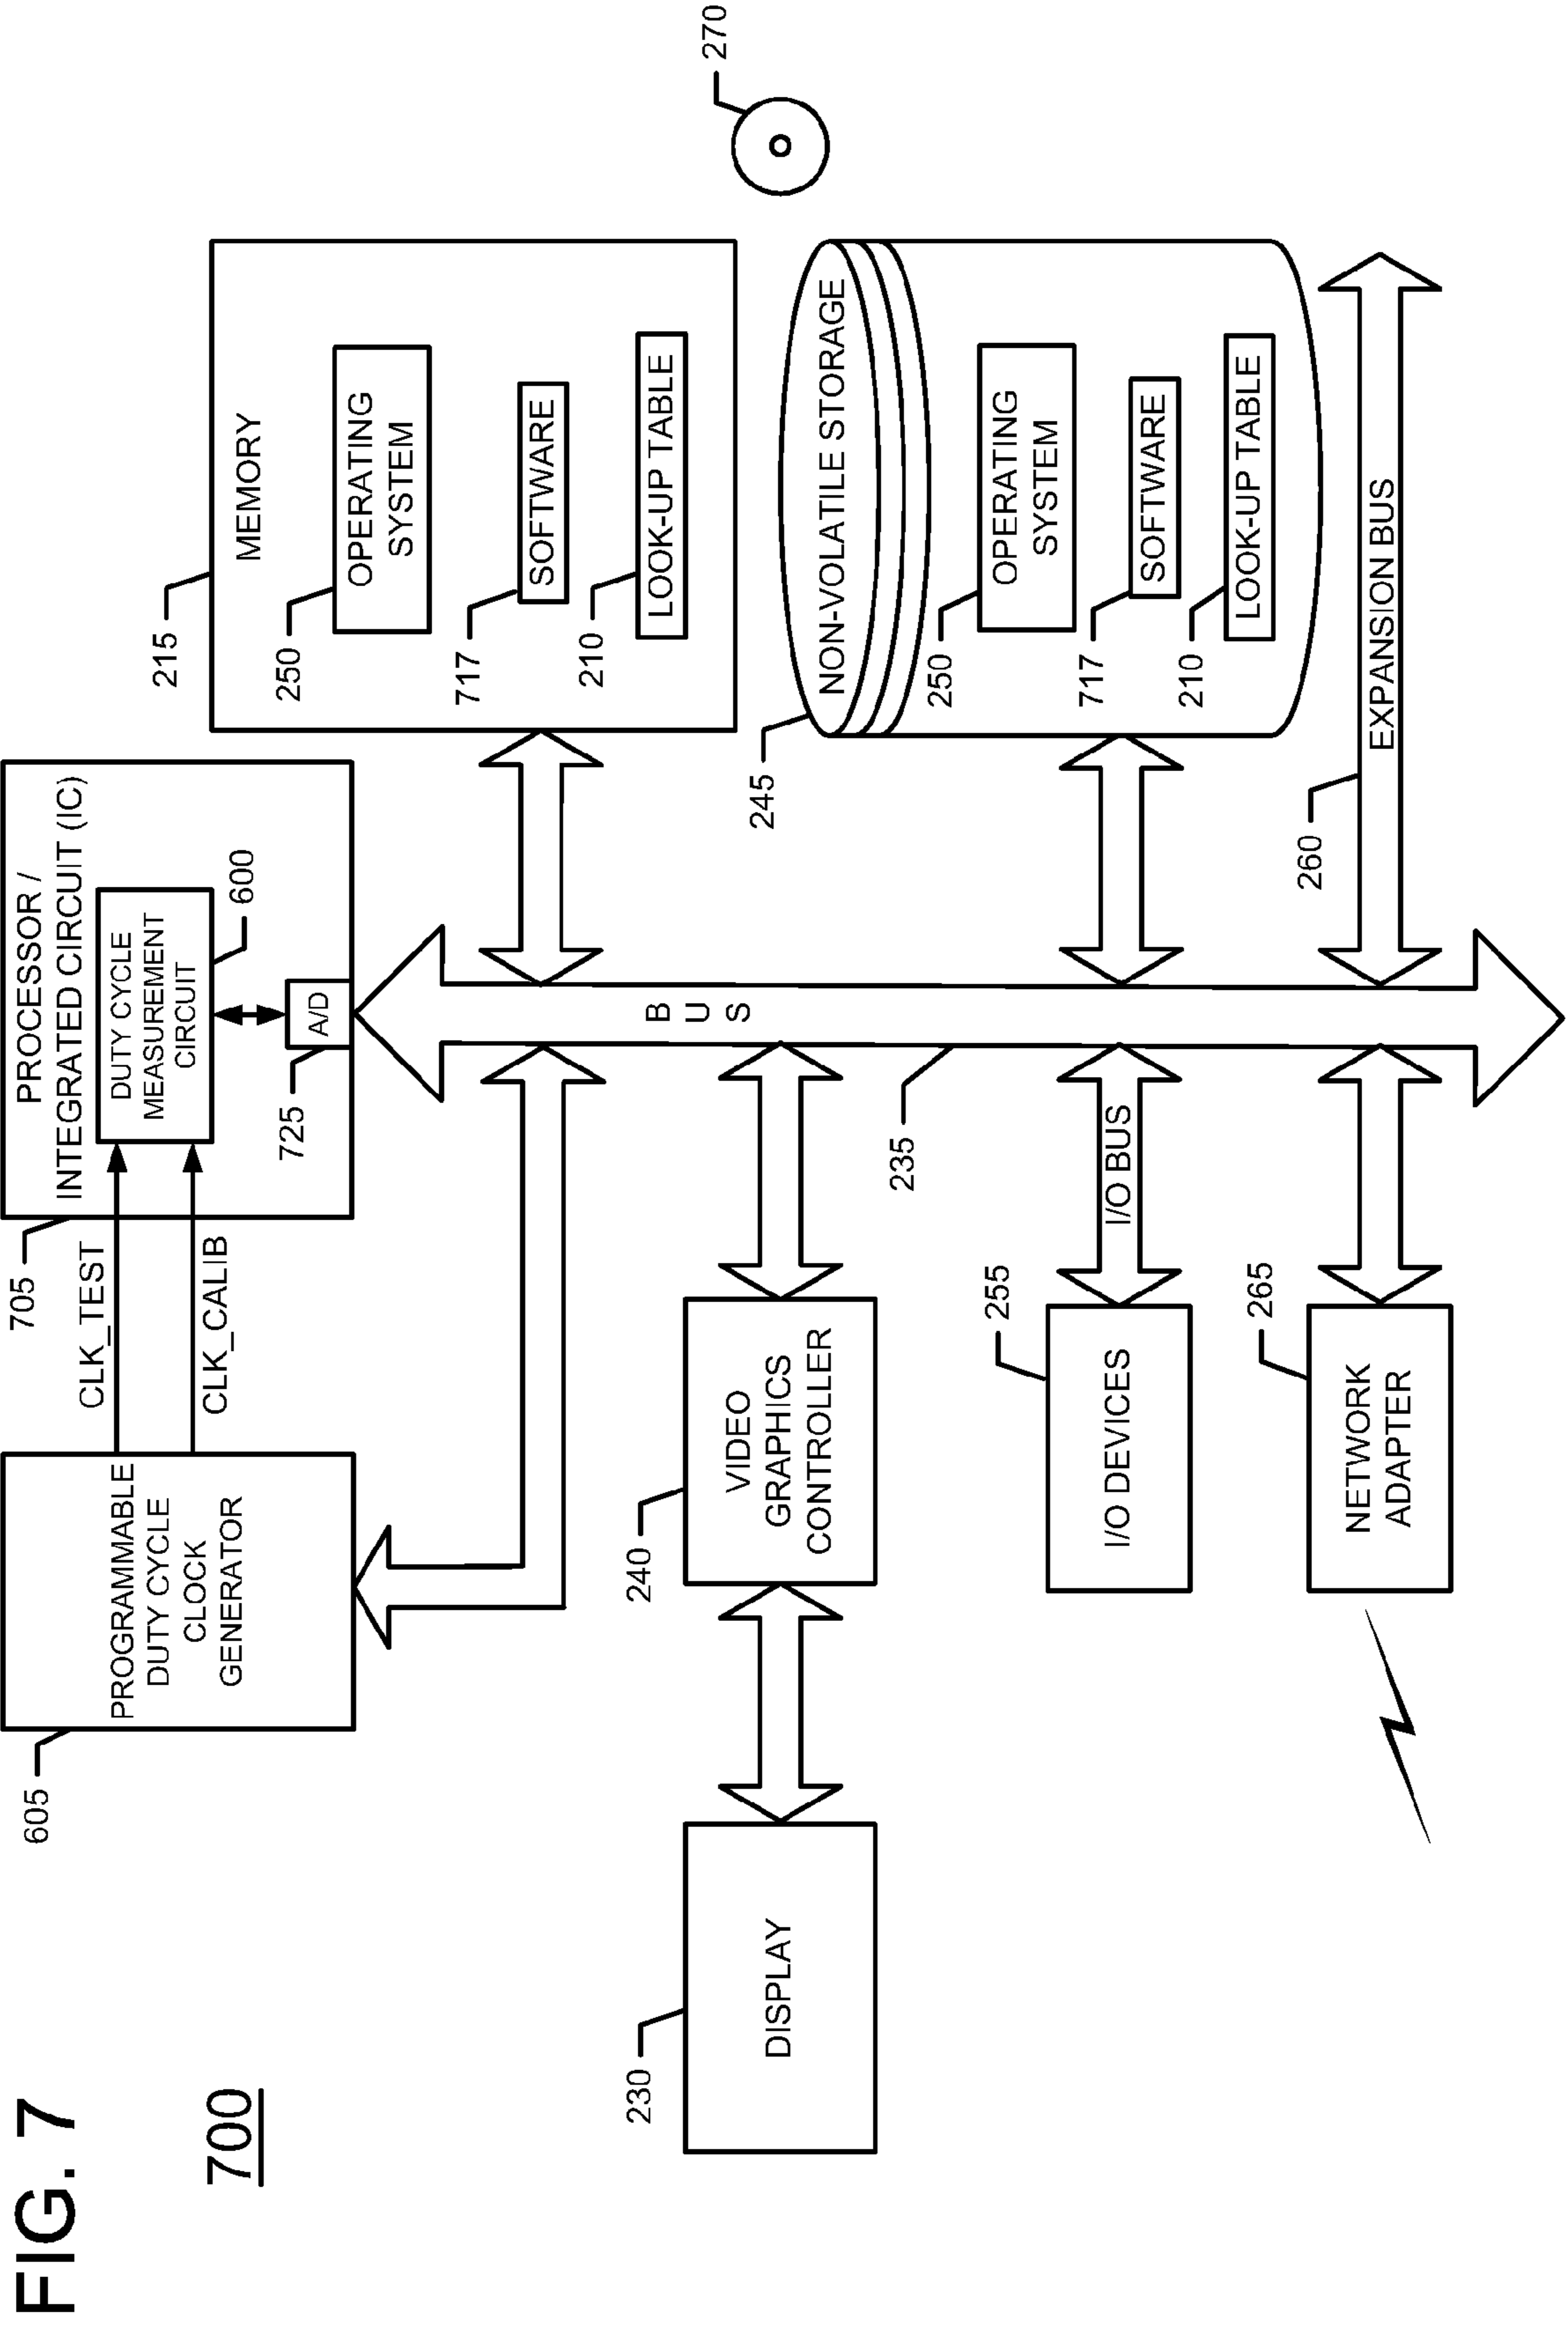 FIG. 7
700
605
PROGRAMMABLE
DUTY CYCLE
CLOCK
GENERATOR
CLK_TEST
CLK_CALIB
705
PROCESSOR /
INTEGRATED CIRCUIT (IC)
DUTY CYCLE
MEASUREMENT
CIRCUIT
600
725
A/D
215
MEMORY
250
OPERATING
SYSTEM
717
SOFTWARE
210
LOOK-UP TABLE
270
230
DISPLAY
240
VIDEO
GRAPHICS
CONTROLLER
B
U
S
235
245
NON-VOLATILE STORAGE
250
OPERATING
SYSTEM
717
SOFTWARE
210
LOOK-UP TABLE
255
I/O DEVICES
I/O BUS
265
NETWORK
ADAPTER
260
EXPANSION BUS